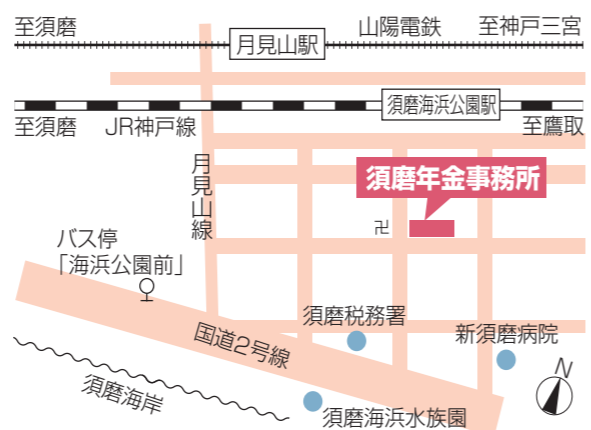 至須磨
月見山駅
山陽電鉄
至神戸三宮
須磨海浜公園駅
至須磨
JR神戸線
至鷹取
月見山線
須磨年金事務所
卍
バス停
「海浜公園前」
国道2号線
須磨税務署
新須磨病院
須磨海岸
須磨海浜水族園
N